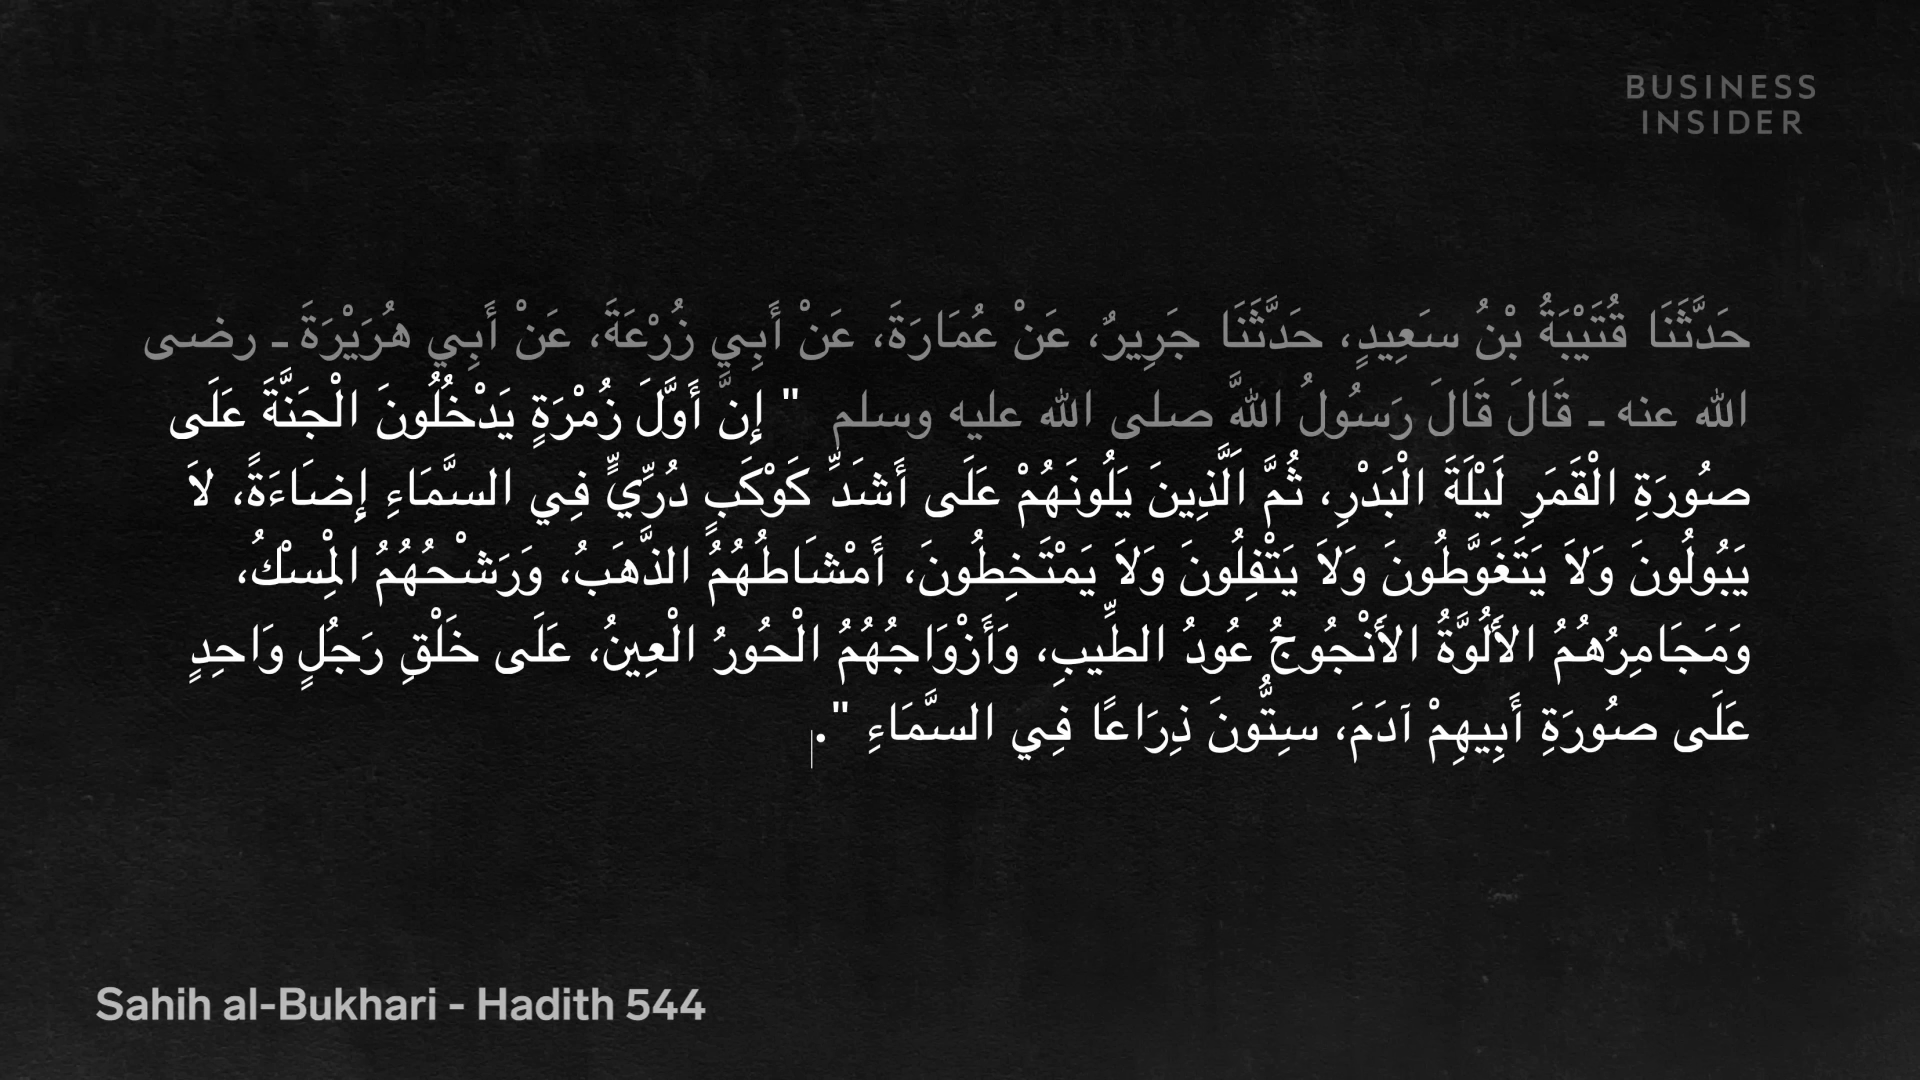 BUSINESS
INSIDER
حَدَّثَنَا قُتَيْبَةُ بْنُ سَعِيدٍ، حَدَّثَنَا جَرِيرٌ، عَنْ عُمَارَةَ، عَنْ أَبِي زُرْعَةَ، عَنْ أَبِي هُرَيْرَةَ ـ رضى
الله عنه ـ قَالَ قَالَ رَسُولُ اللهَّ صلى الله عليه وسلم " إِنَّ أَوَّلَ زُمْرَةٍ يَدْخُلُونَ الْجَنَّةَ عَلَى
صُورَةِ الْقَمَرِ لَيْلَةَ الْبَدْرِ، ثُمَّ الَّذِينَ يَلُونَهُمْ عَلَى أَشَدِّ كَوْكَبٍ دُرِّيٍّ فِي السَّمَاءِ إِضَاءَةً، لاَ
يَبُولُونَ وَلاَ يَتَغَوَّطُونَ وَلاَ يَتْفِلُونَ وَلاَ يَمْتَخِطُونَ، أَمْشَاطُهُمُ الذَّهَبُ، وَرَشْحُهُمُ الْمِسْكُ،
وَمَجَامِرُهُمُ الأَلُوَّةُ الأَنْجُوجُ عُودُ الطِّيبِ، وَأَزْوَاجُهُمُ الْحُورُ الْعِينُ، عَلَى خَلْقِ رَجُلٍ وَاحِدٍ
عَلَى صُورَةِ أَبِيهِمْ آدَمَ، سِتُّونَ ذِرَاعًا فِي السَّمَاءِ ".
Sahih al-Bukhari - Hadith 544